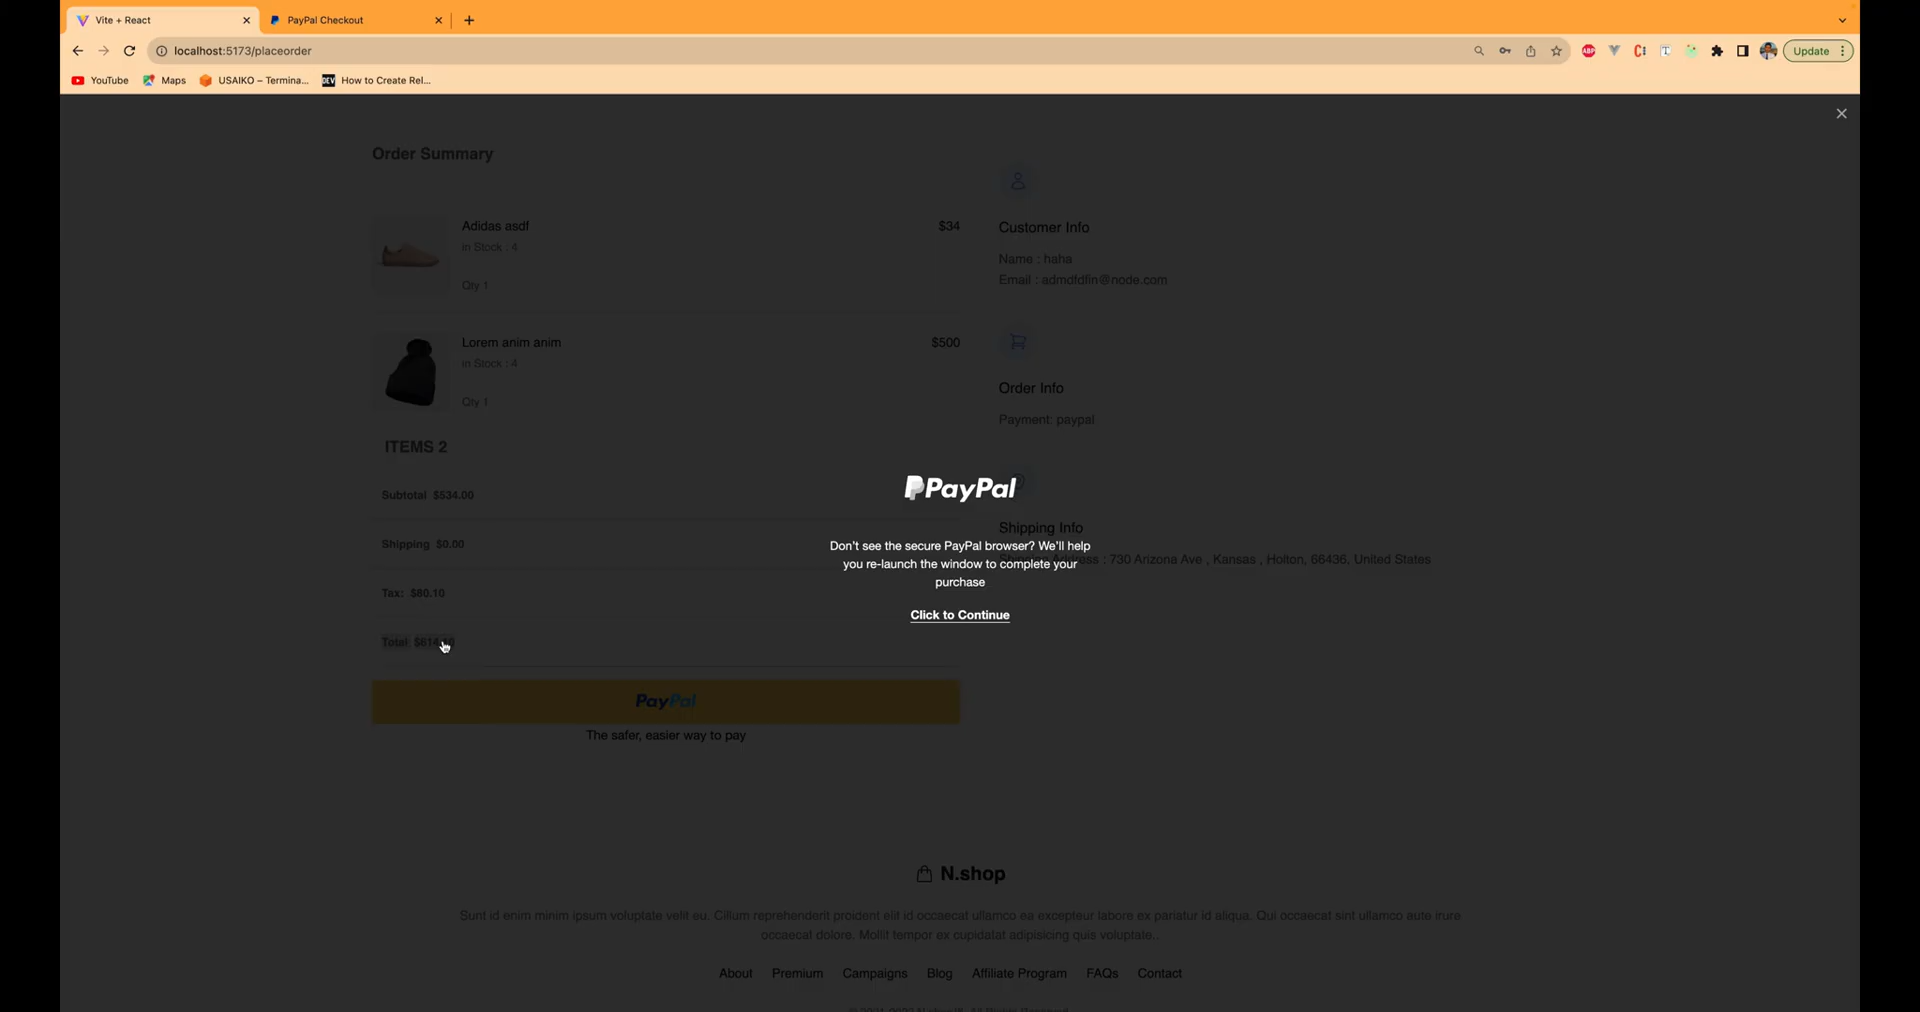 Vite + React
PayPal Checkout
localhost:5173/placeorder
ABP
Update
YouTube
Maps
USAIKO – Termina...
DEV
How to Create Rel...
Order Summary
Adidas asdf
$34
in Stock : 4
Qty 1
Lorem anim anim
$500
in Stock : 4
Qty 1
ITEMS 2
Subtotal $534.00
Shipping $0.00
Tax: $80.10
Total
PayPal
The safer, easier way to pay
Customer Info
Name : haha
Email : admdfdfin@node.com
Order Info
Payment: paypal
Shipping Info
: 730 Arizona Ave , Kansas , Holton, 66436, United States
PayPal
Don't see the secure PayPal browser? We'll help
you re-launch the window to complete your
purchase
Click to Continue
N.shop
Sunt id enim minim ipsum voluptate velit eu. Cillum reprehenderit proident elit id occaecat ullamco ea excepteur labore ex pariatur id aliqua. Qui occaecat sint ullamco aute irure
occaecat dolore. Mollit tempor ex cupidatat adipisicing quis voluptate..
About Premium Campaigns Blog Affiliate Program FAQs Contact